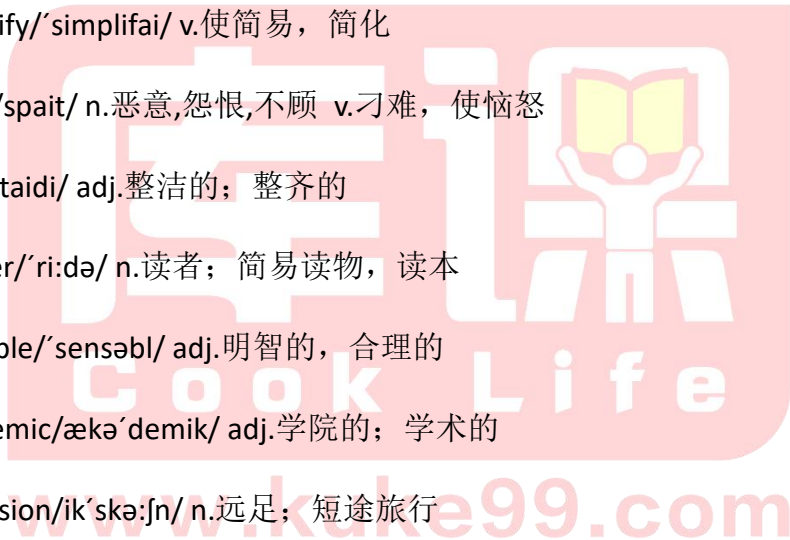 ify/ˊsimplifai/ v.使简易，简化
/spait/ n.恶意,怨恨,不顾 v.刁难，使恼怒
taidi/ adj.整洁的；整齐的
er/ˊri:də/ n.读者；简易读物，读本
ble/ˊsensəbl/ adj.明智的，合理的
emic/ækəˊdemik/ adj.学院的；学术的
sion/ikˊskə:ʃn/ n.远足；短途旅行
库课
Cook Life
www.kuke99.com